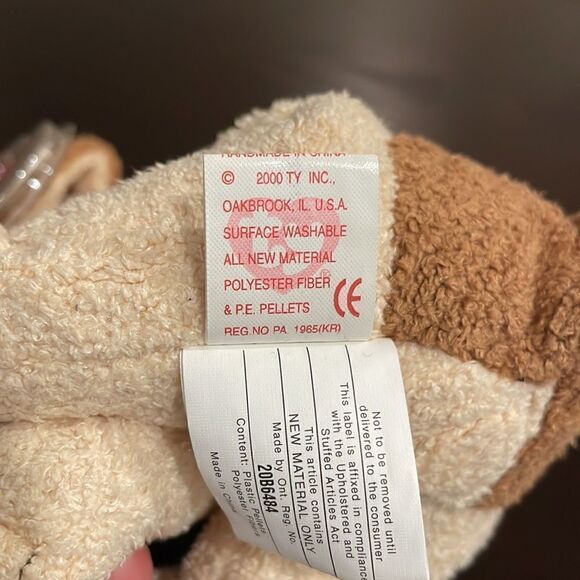 HANDMADE IN CHINA
© 2000 TY INC.,
OAKBROOK, IL. U.S.A.
SURFACE WASHABLE
ALL NEW MATERIAL
POLYESTER FIBER
& P.E. PELLETS CE
REG.NO PA. 1965(KR)
Not to be removed until
delivered to the consumer
This label is affixed in compliance
with the Upholstered and
Stuffed Articles Act
This article contains
NEW MATERIAL ONLY
Made by Ont. Reg. No.
20B6484
Content: Plastic Pellets
Polyester Fiber
Made in China